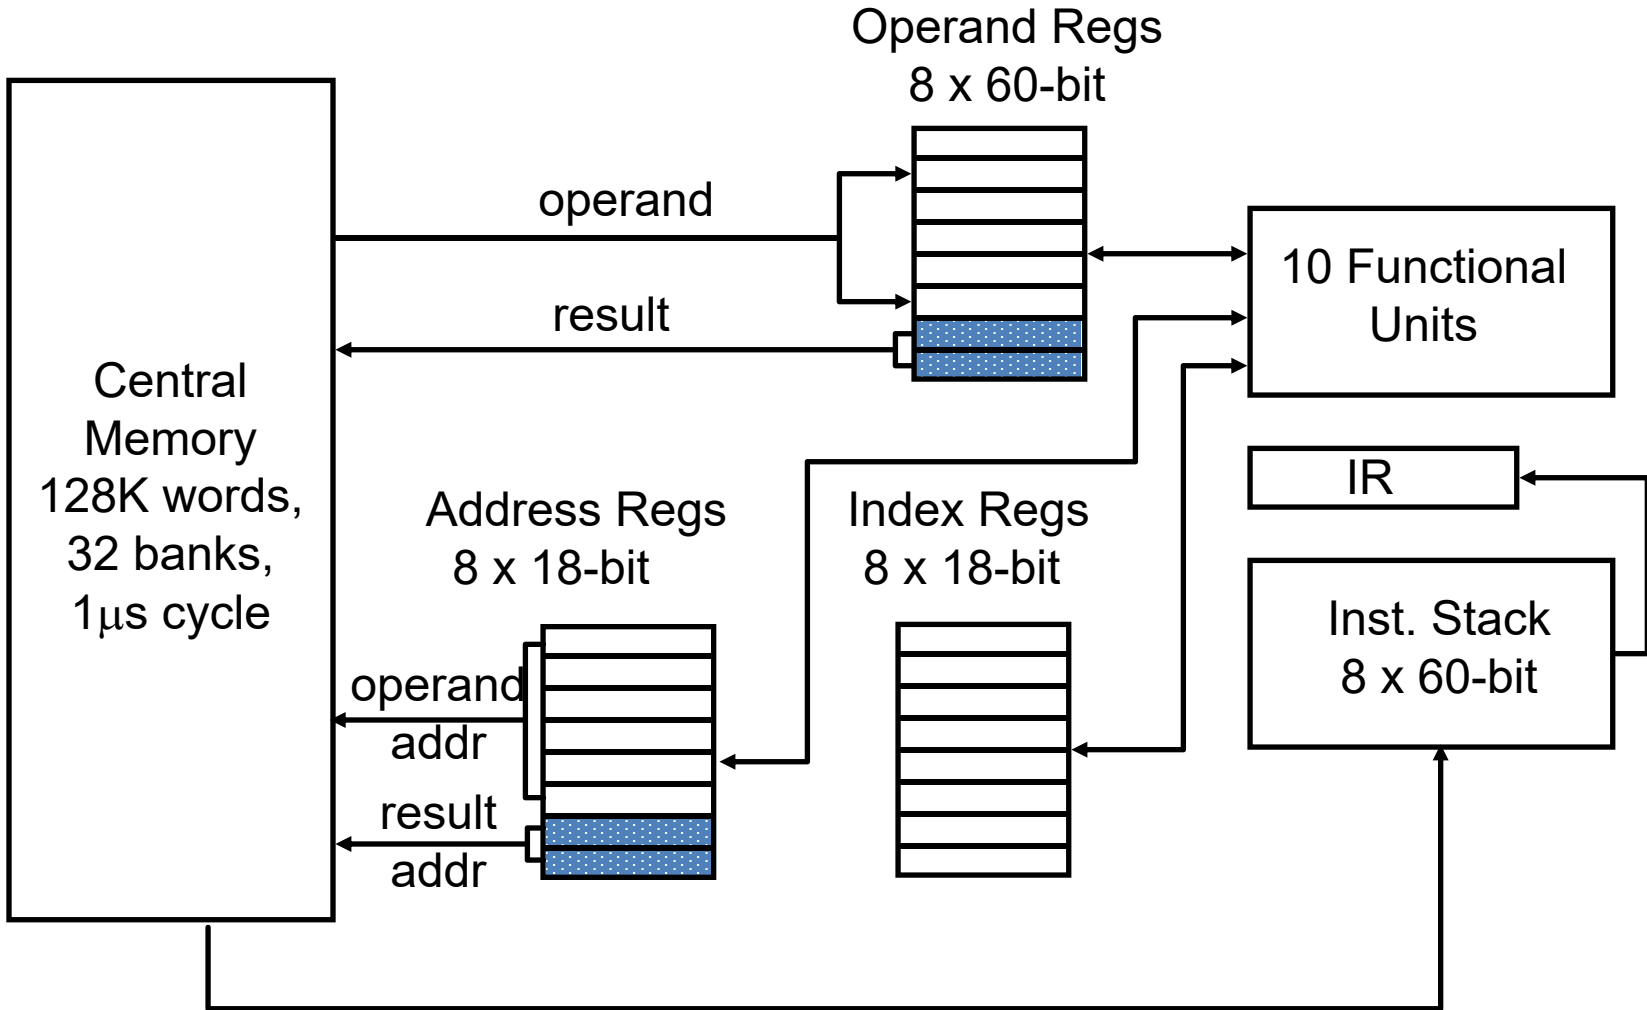 Operand Regs
8 x 60-bit
operand
result
10 Functional
Units
Central
Memory
128K words,
32 banks,
1μs cycle
IR
Address Regs
8 x 18-bit
Index Regs
8 x 18-bit
Inst. Stack
8 x 60-bit
operand
addr
result
addr